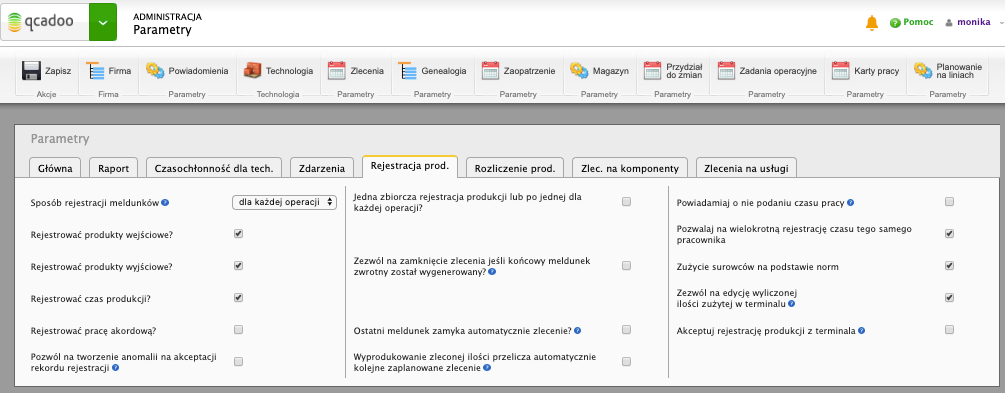 qcadoo
ADMINISTRACJA
Parametry
Pomoc
monika
Zapisz
Akcje
Firma
Firma
Powiadomienia
Parametry
Technologia
Technologia
Zlecenia
Parametry
Genealogia
Parametry
Zaopatrzenie
Parametry
Magazyn
Parametry
Przydział
do zmian
Parametry
Zadania operacyjne
Parametry
Karty pracy
Parametry
Planowanie
na liniach
Parametry
Parametry
Główna
Raport
Czasochłonność dla tech.
Zdarzenia
Rejestracja prod.
Rozliczenie prod.
Zlec. na komponenty
Zlecenia na usługi
Sposób rejestracji meldunków ?
dla każdej operacji
Rejestrować produkty wejściowe?
Rejestrować produkty wyjściowe?
Rejestrować czas produkcji?
Rejestrować pracę akordową?
Pozwól na tworzenie anomalii na akceptacji
rekordu rejestracji ?
Jedna zbiorcza rejestracja produkcji lub po jednej dla
każdej operacji?
Zezwól na zamknięcie zlecenia jeśli końcowy meldunek
zwrotny został wygenerowany? ?
Ostatni meldunek zamyka automatycznie zlecenie? ?
Wyprodukowanie zleconej ilości przelicza automatycznie
kolejne zaplanowane zlecenie ?
Powiadamiaj o nie podaniu czasu pracy ?
Pozwalaj na wielokrotną rejestrację czasu tego samego
pracownika
Zużycie surowców na podstawie norm
Zezwól na edycję wyliczonej
ilości zużytej w terminalu ?
Akceptuj rejestrację produkcji z terminala ?